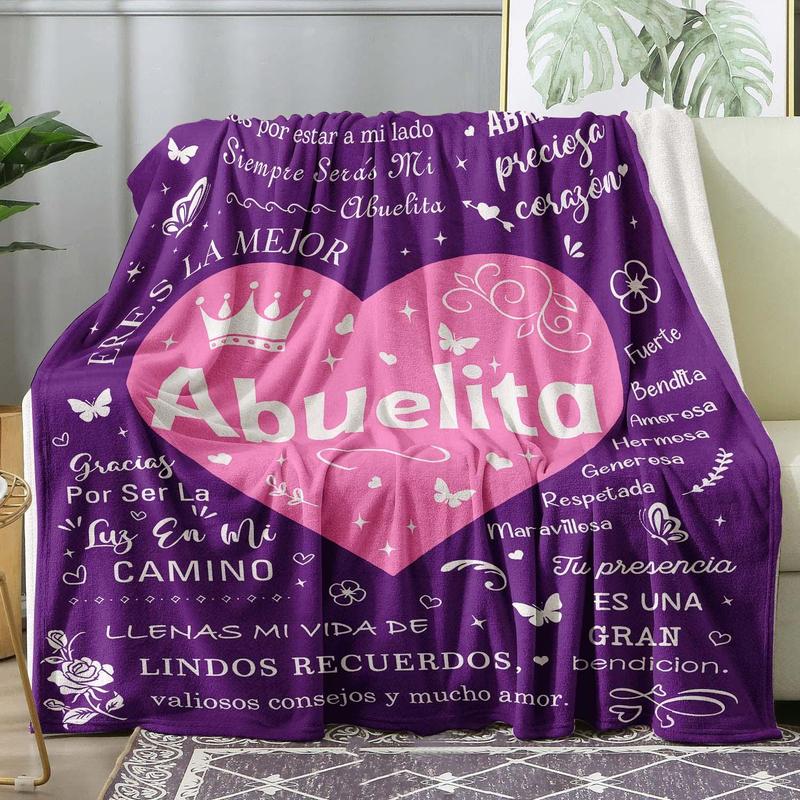 por estar a mi lado
Siempre Serás Mi
Abuelita
preciosa
corazón
ERES LA MEJOR
Abuelita
Fuerte
Bendita
Amorosa
Hermosa
Generosa
Respetada
Maravillosa
Gracias
Por Ser La
Luz En Mi
CAMINO
Tu presencia
ES UNA
GRAN
bendicion.
LLENAS MI VIDA DE
LINDOS RECUERDOS,
valiosos consejos y mucho amor.